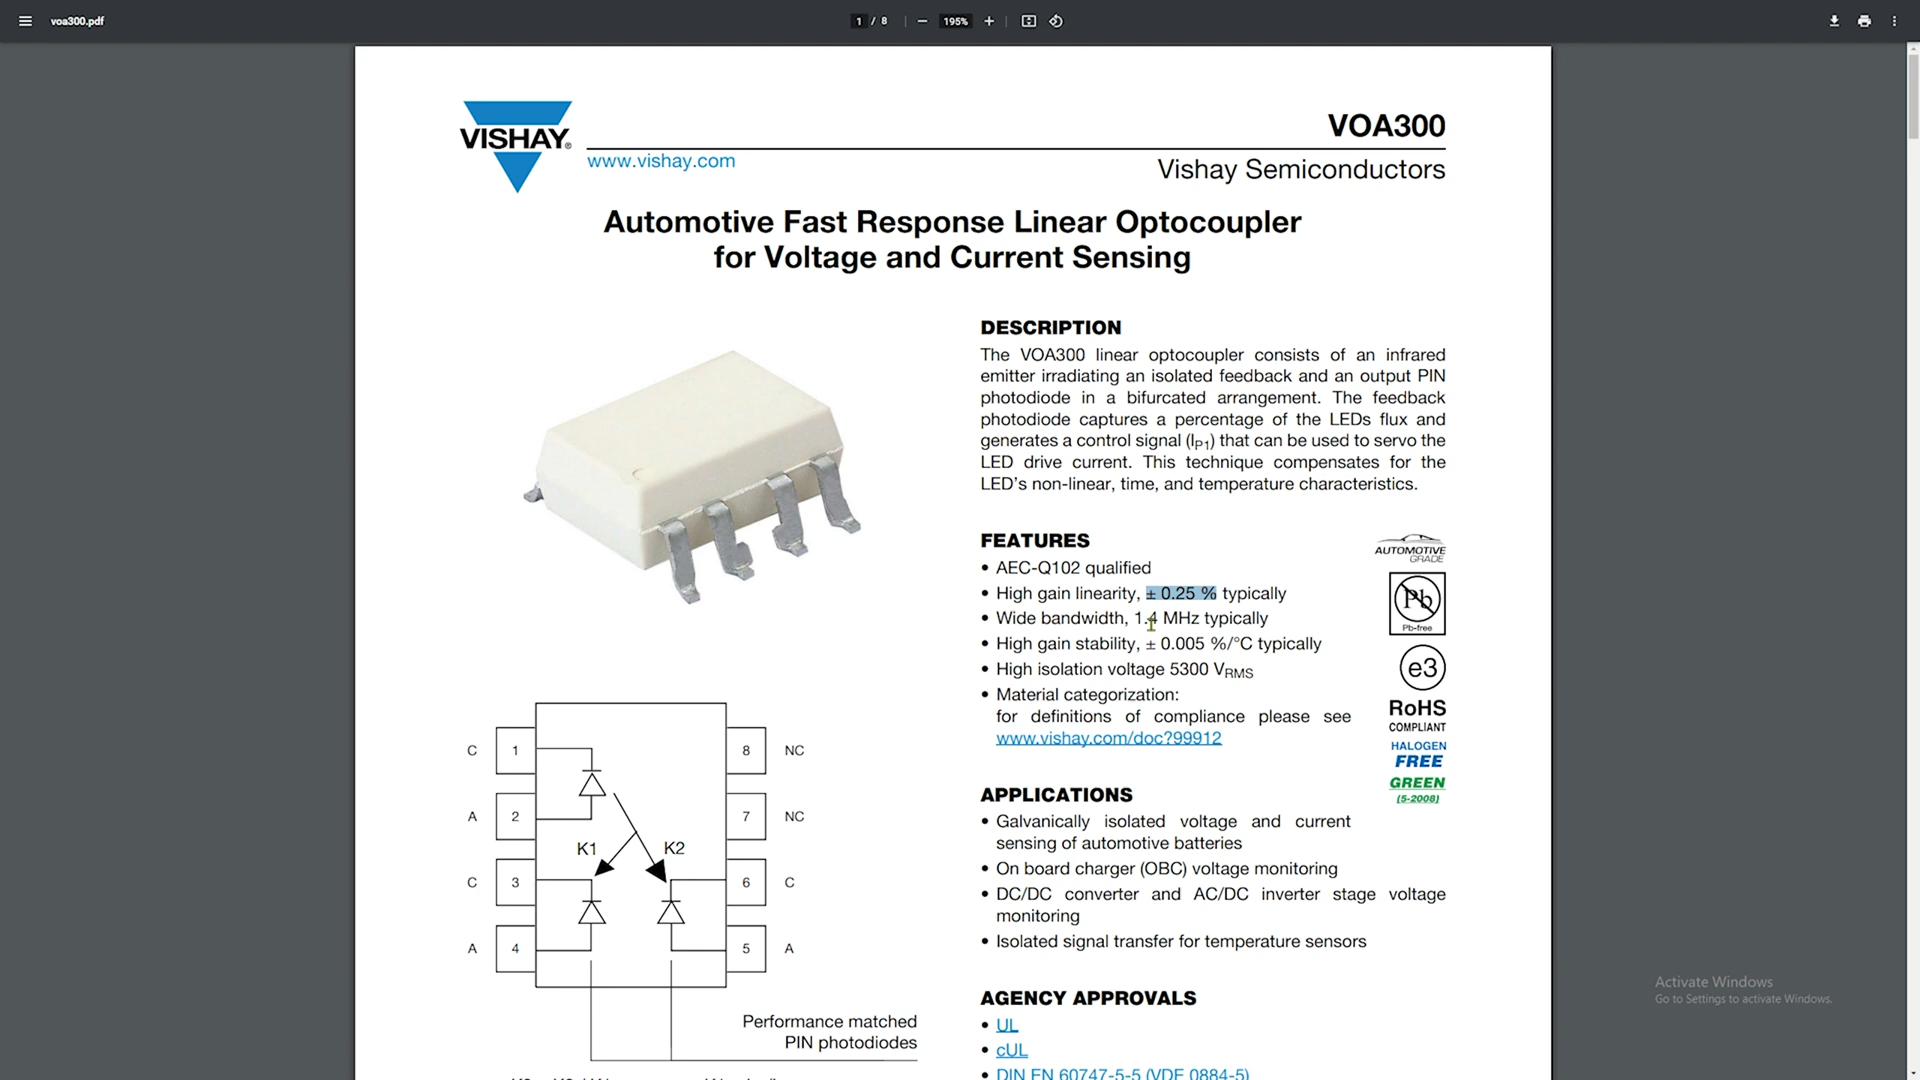 voa300.pdf
1 / 8
195%
VISHAY®
www.vishay.com
VOA300
Vishay Semiconductors
Automotive Fast Response Linear Optocoupler
for Voltage and Current Sensing
DESCRIPTION
The VOA300 linear optocoupler consists of an infrared
emitter irradiating an isolated feedback and an output PIN
photodiode in a bifurcated arrangement. The feedback
photodiode captures a percentage of the LEDs flux and
generates a control signal (IP1) that can be used to servo the
LED drive current. This technique compensates for the
LED's non-linear, time, and temperature characteristics.
FEATURES
• AEC-Q102 qualified
• High gain linearity, ± 0.25 % typically
• Wide bandwidth, 1.4 MHz typically
• High gain stability, ± 0.005 %/°C typically
• High isolation voltage 5300 VRMS
• Material categorization:
for definitions of compliance please see
www.vishay.com/doc?99912
AUTOMOTIVE
GRADE
Pb
Pb-free
e3
RoHS
COMPLIANT
HALOGEN
FREE
GREEN
(5-2008)
C 1 8 NC
A 2 7 NC
K1 K2
C 3 6 C
A 4 5 A
Performance matched
PIN photodiodes
APPLICATIONS
• Galvanically isolated voltage and current
sensing of automotive batteries
• On board charger (OBC) voltage monitoring
• DC/DC converter and AC/DC inverter stage voltage
monitoring
• Isolated signal transfer for temperature sensors
AGENCY APPROVALS
• UL
• cUL
• DIN EN 60747-5-5 (VDE 0884-5)
Activate Windows
Go to Settings to activate Windows.